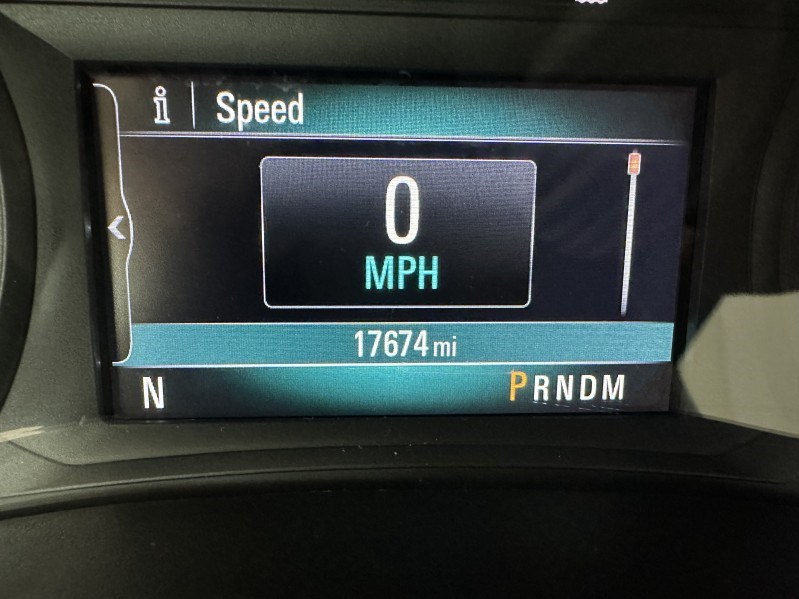 i Speed
0
MPH
17674 mi
N PRNDM